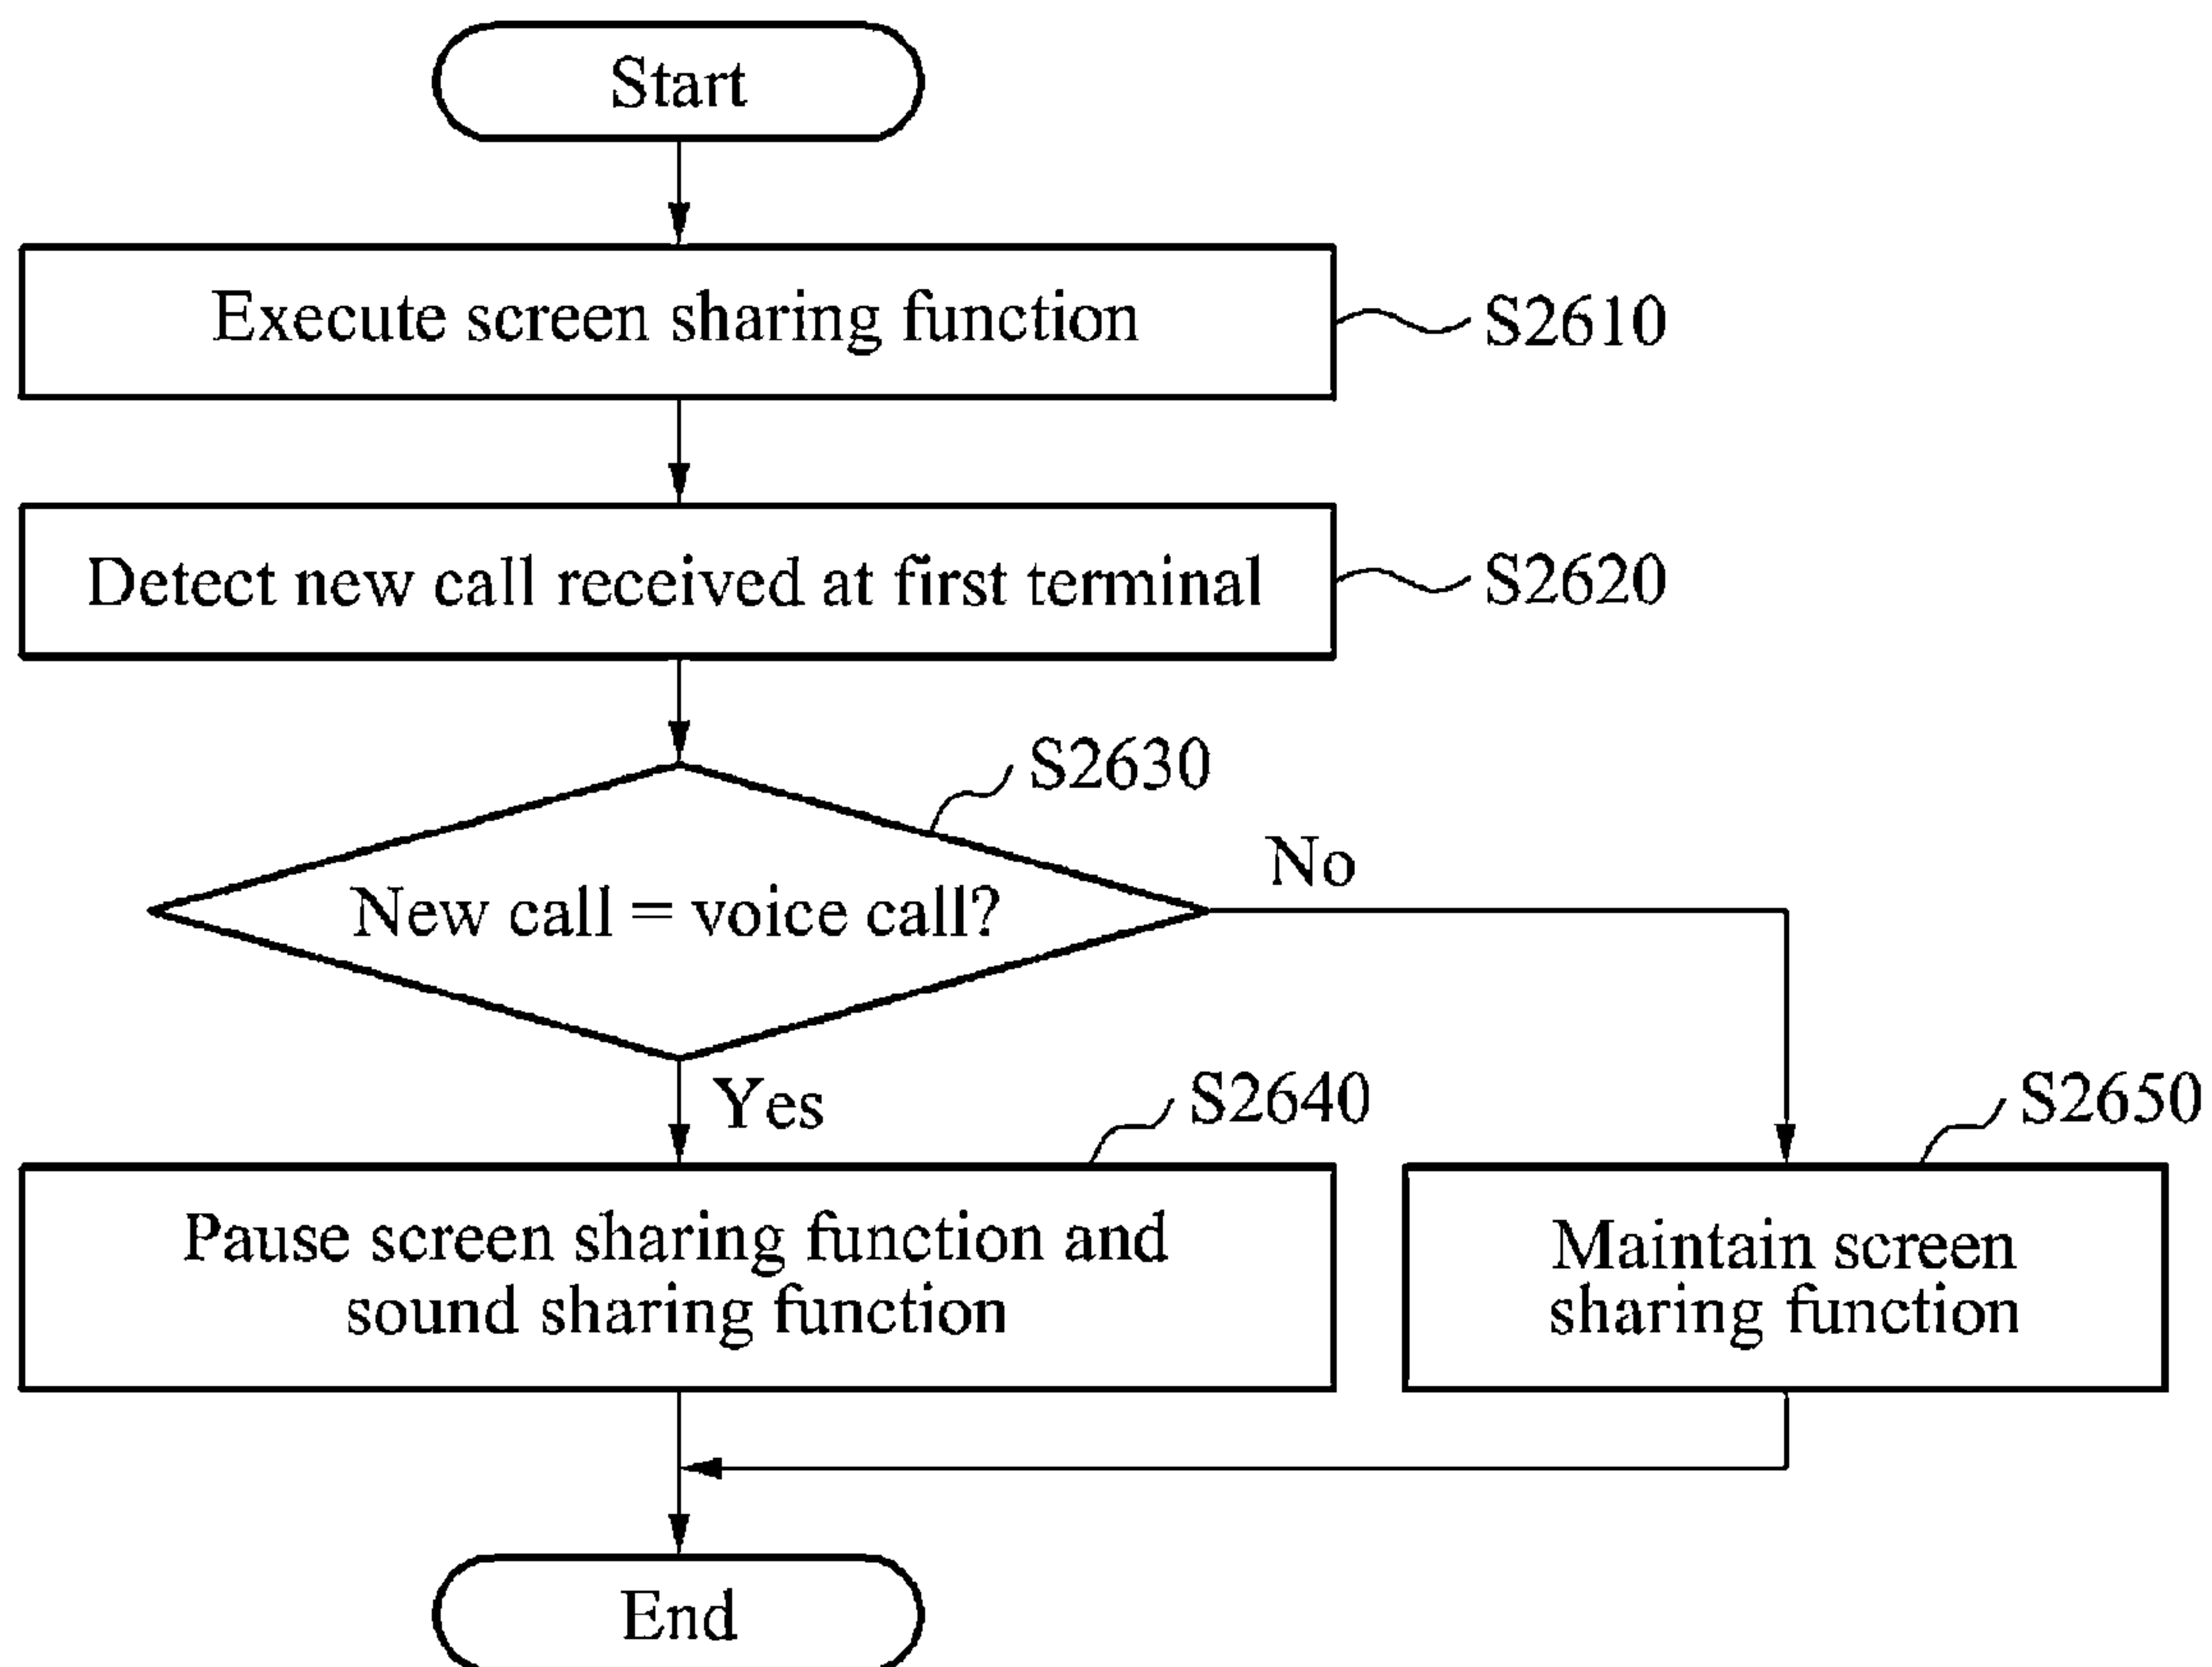 Start
Execute screen sharing function
S2610
Detect new call received at first terminal
S2620
S2630
New call = voice call?
No
Yes
S2640
S2650
Pause screen sharing function and
sound sharing function
Maintain screen
sharing function
End